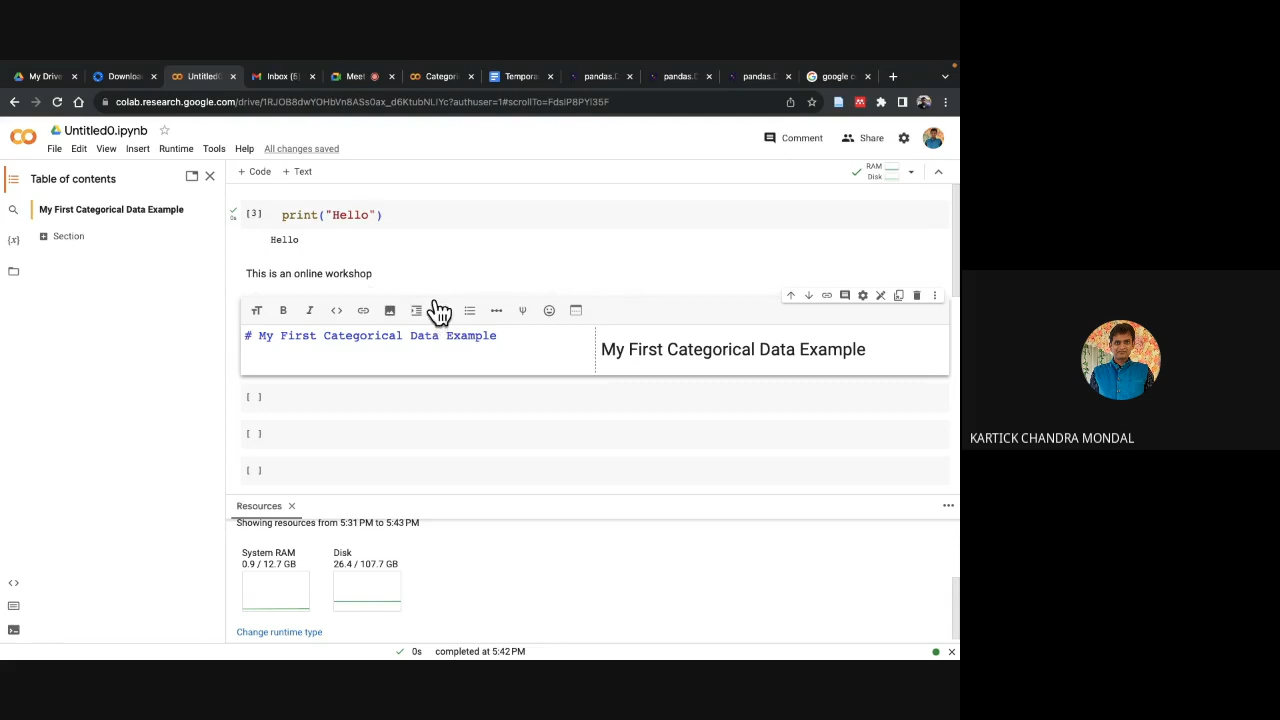 My Drive
Downloa
Untitled0
Inbox (5)
Meet
Categori
Tempora
pandas.D
pandas.D
pandas.D
google c
colab.research.google.com/drive/1RJOB8dwYOHbVn8ASs0ax_d6KtubNLIYc?authuser=1#scrollTo=FdsIP8PYI35F
Untitled0.ipynb
File Edit View Insert Runtime Tools Help All changes saved
Comment
Share
Table of contents
+ Code + Text
RAM
Disk
My First Categorical Data Example
Section
{x}
[3] print("Hello")
0s
Hello
This is an online workshop
# My First Categorical Data Example
My First Categorical Data Example
[ ]
[ ]
[ ]
Resources
Showing resources from 5:31 PM to 5:43 PM
System RAM
0.9 / 12.7 GB
Disk
26.4 / 107.7 GB
Change runtime type
0s completed at 5:42 PM
KARTICK CHANDRA MONDAL